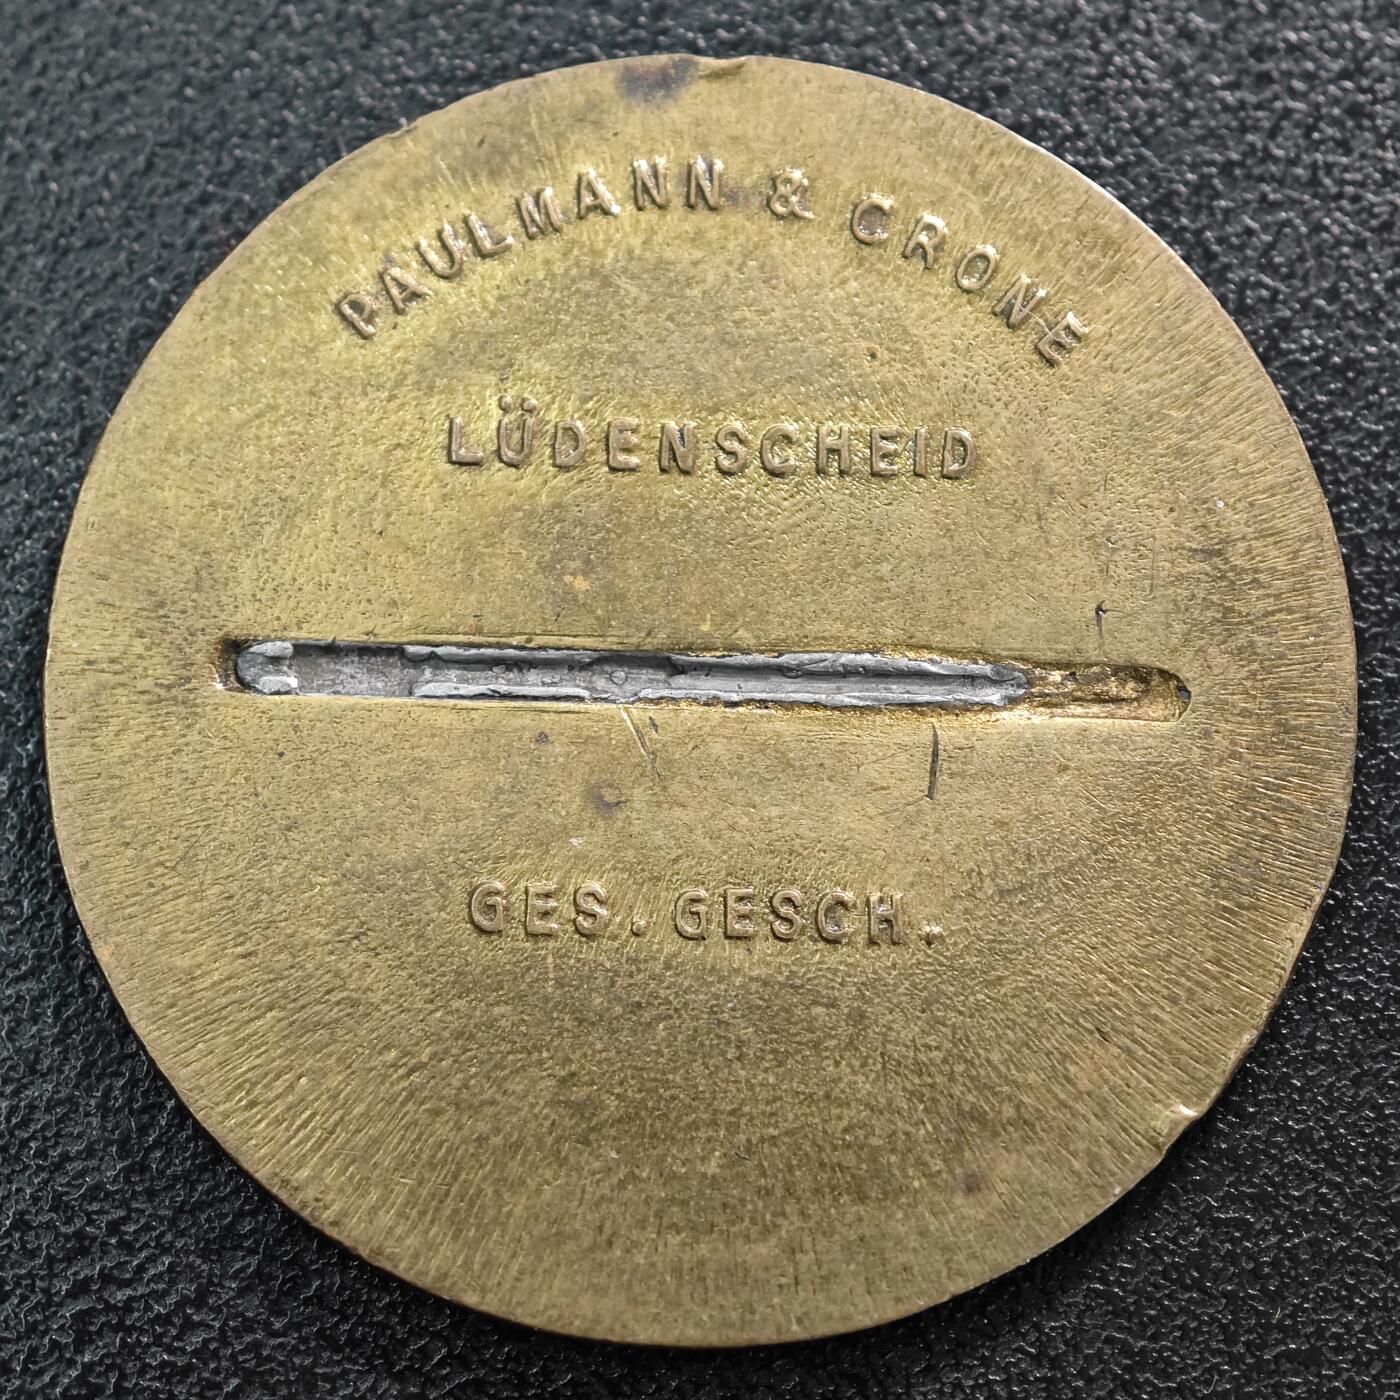 PAULMANN & CRONE
LÜDENSCHEID
GES. GESCH.